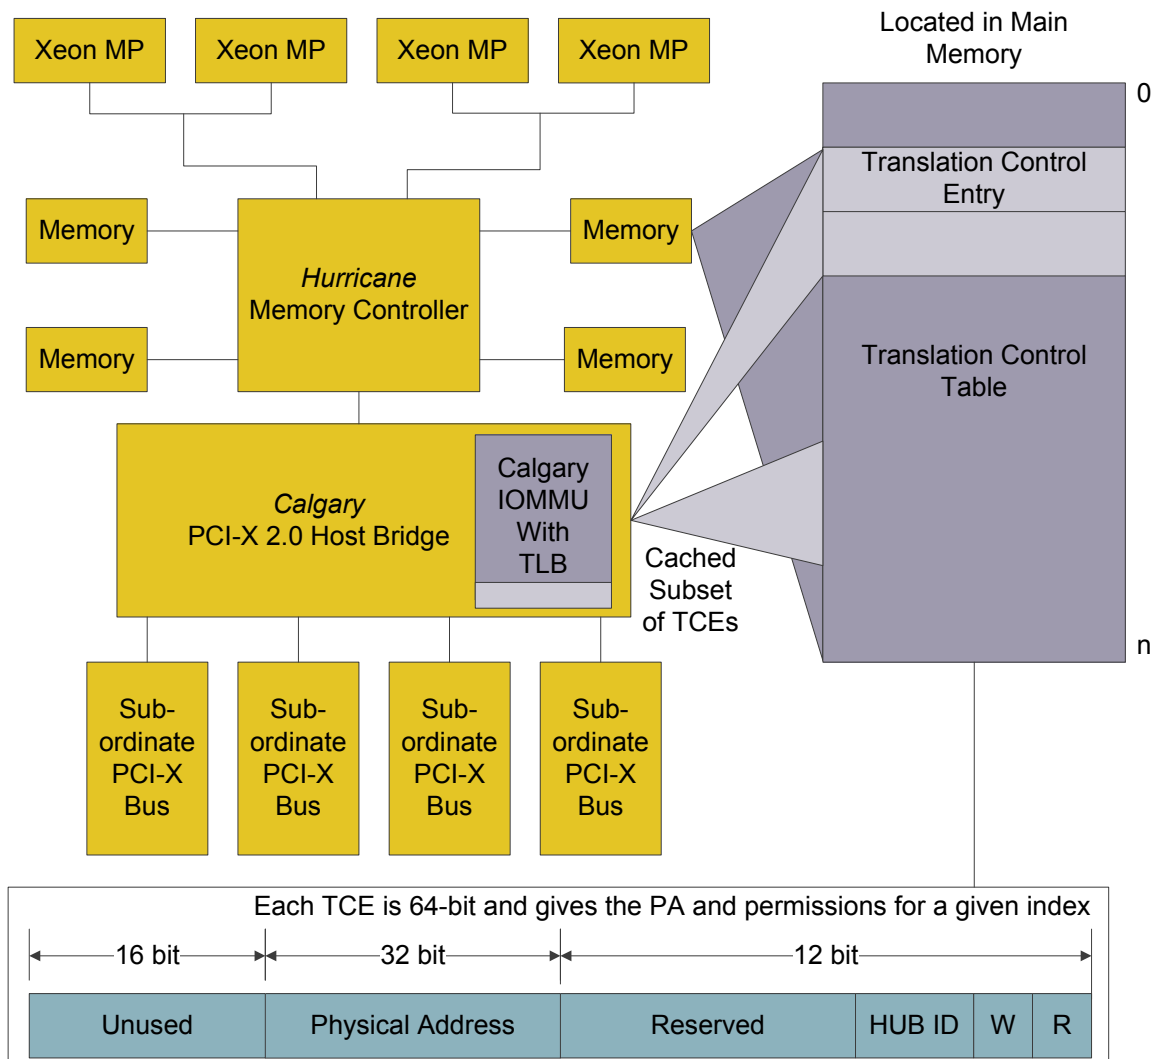 Xeon MP
Xeon MP
Xeon MP
Xeon MP
Located in Main
Memory
0
Translation Control
Entry
Memory
Memory
Hurricane
Memory Controller
Memory
Memory
Translation Control
Table
Calgary
PCI-X 2.0 Host Bridge
Calgary
IOMMU
With
TLB
Cached
Subset
of TCEs
n
Sub-
ordinate
PCI-X
Bus
Sub-
ordinate
PCI-X
Bus
Sub-
ordinate
PCI-X
Bus
Sub-
ordinate
PCI-X
Bus
Each TCE is 64-bit and gives the PA and permissions for a given index
16 bit
32 bit
12 bit
Unused
Physical Address
Reserved
HUB ID
W
R